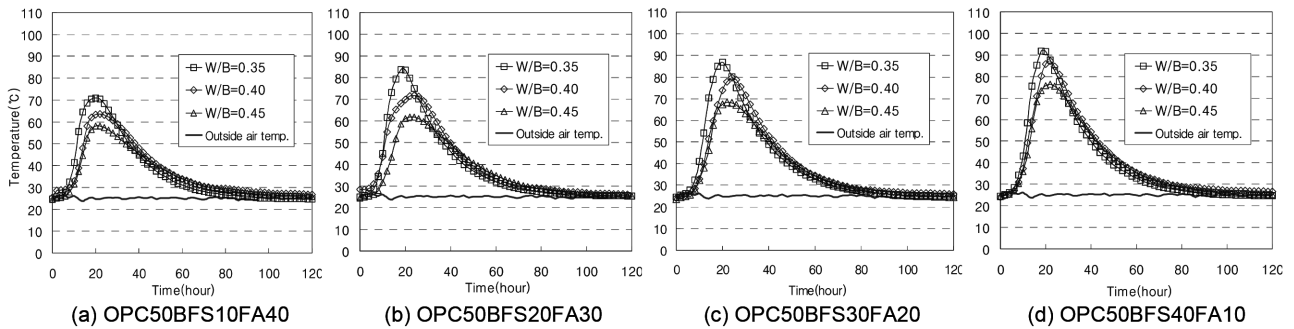 110
100
90
80
70
60
50
40
30
20
10
0
Temperature(℃)
0 20 40 60 80 100 120
Time(hour)
W/B=0.35
W/B=0.40
W/B=0.45
Outside air temp.
(a) OPC50BFS10FA40
110
100
90
80
70
60
50
40
30
20
10
0
0 20 40 60 80 100 120
Time(hour)
W/B=0.35
W/B=0.40
W/B=0.45
Outside air temp.
(b) OPC50BFS20FA30
110
100
90
80
70
60
50
40
30
20
10
0
0 20 40 60 80 100 120
Time(hour)
W/B=0.35
W/B=0.40
W/B=0.45
Outside air temp.
(c) OPC50BFS30FA20
110
100
90
80
70
60
50
40
30
20
10
0
0 20 40 60 80 100 120
Time(hour)
W/B=0.35
W/B=0.40
W/B=0.45
Outside air temp.
(d) OPC50BFS40FA10